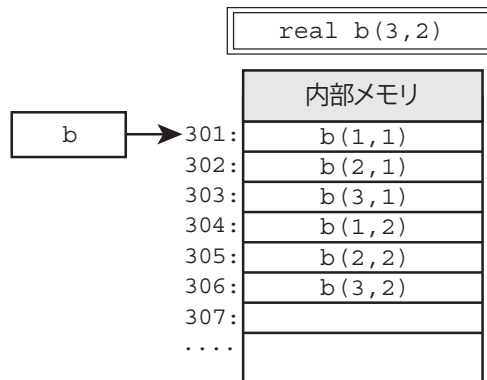 real b(3,2)
内部メモリ
b
301: b(1,1)
302: b(2,1)
303: b(3,1)
304: b(1,2)
305: b(2,2)
306: b(3,2)
307:
....